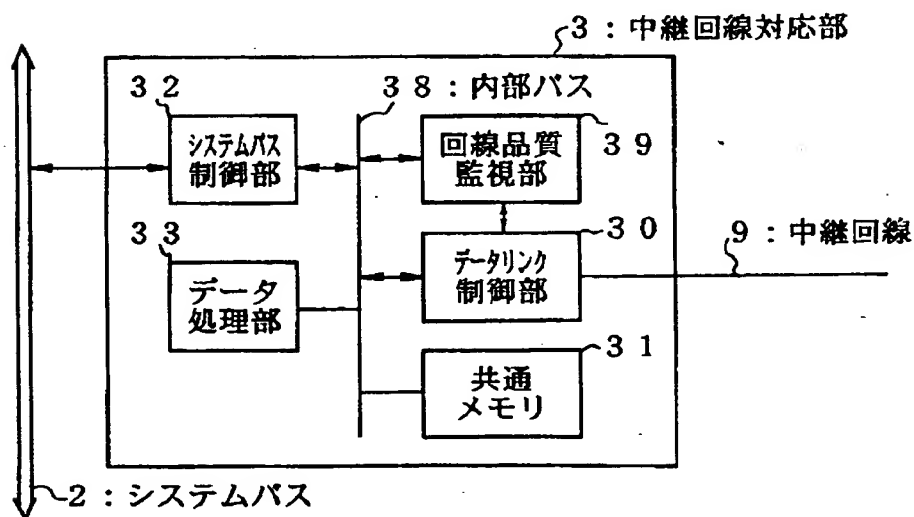 3：中継回線対応部
32
38：内部バス
システムバス
制御部
回線品質
監視部
39
33
30
9：中継回線
データ
処理部
データリンク
制御部
31
共通
メモリ
2：システムバス